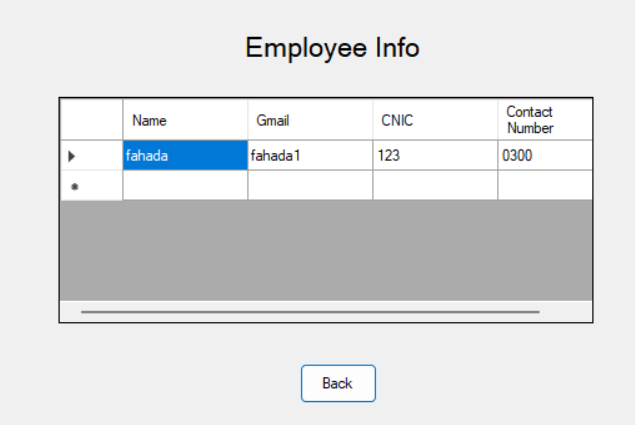 Employee Info
Name Gmail CNIC Contact Number
fahada fahada1 123 0300
Back